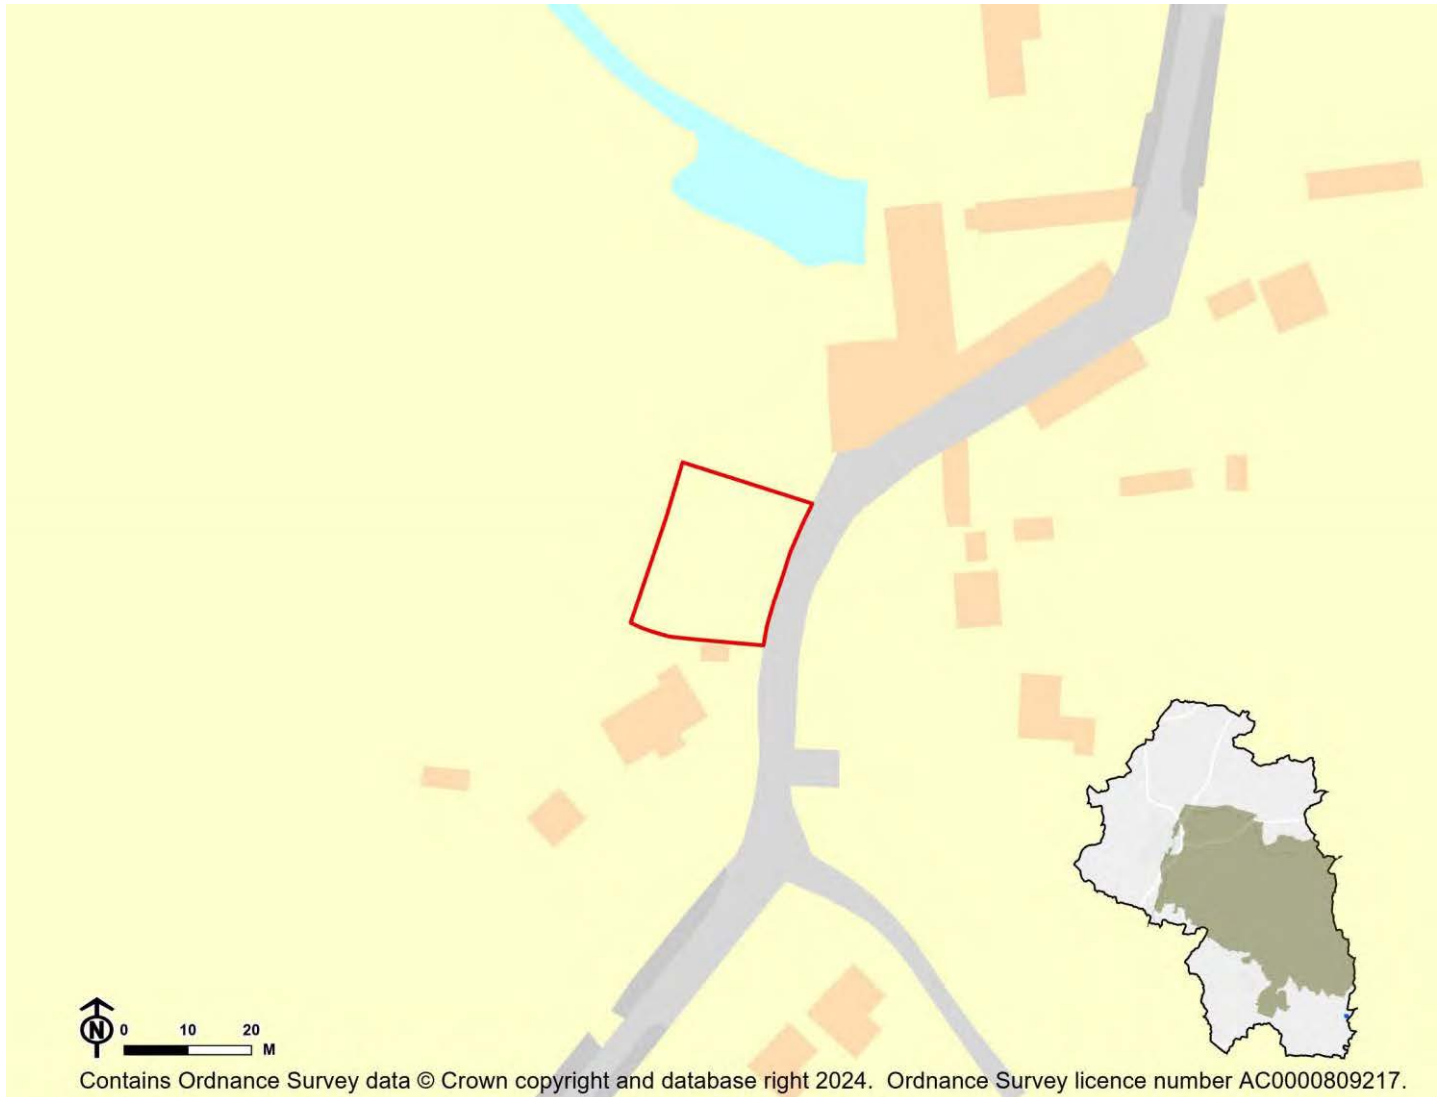 N
0 10 20
M
Contains Ordnance Survey data © Crown copyright and database right 2024. Ordnance Survey licence number AC0000809217.